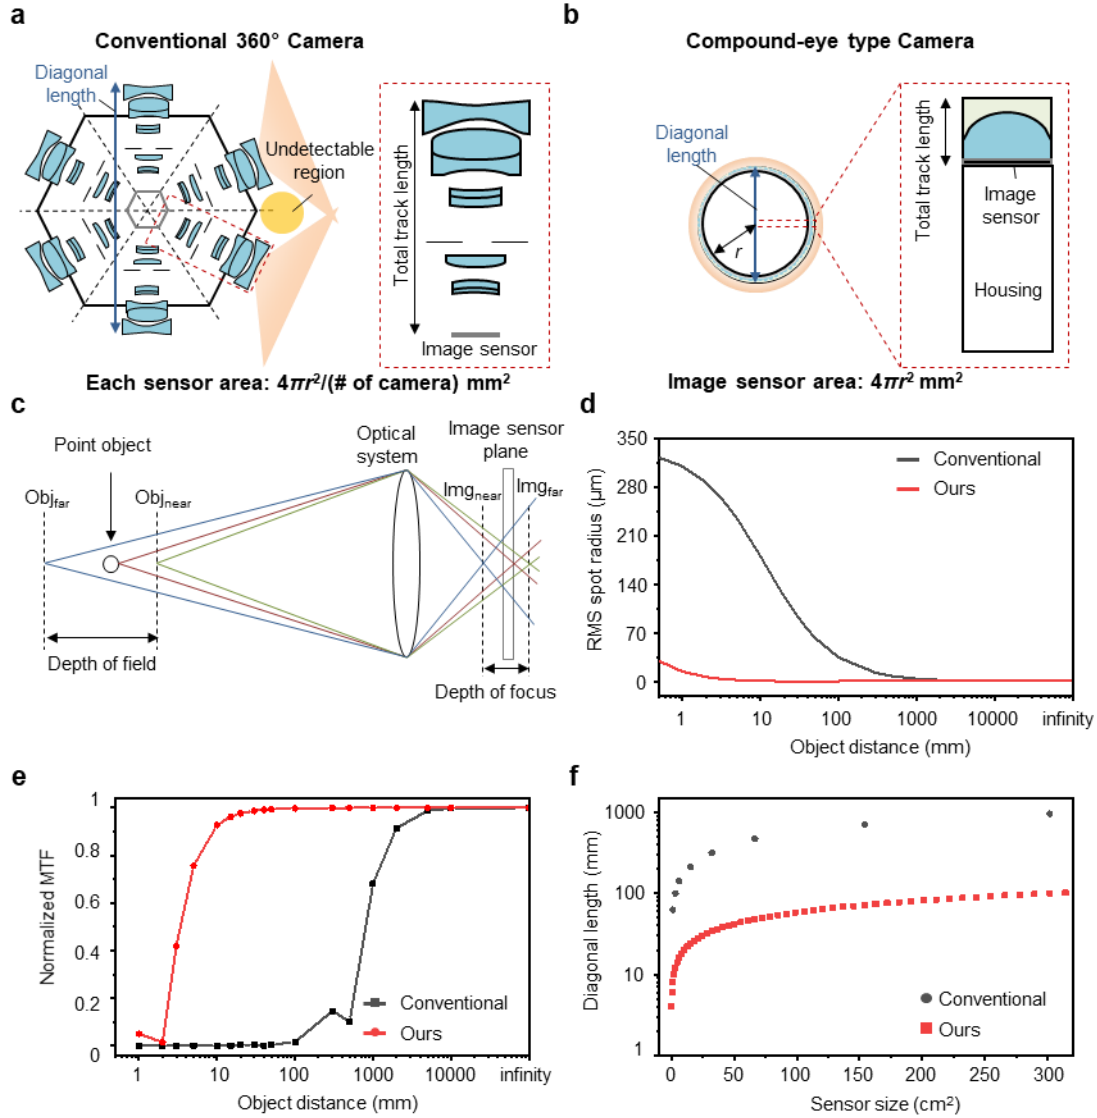 a
Conventional 360° Camera
Diagonal
length
Undetectable
region
Total track length
Image sensor
Each sensor area: 4πr²/(# of camera) mm²
b
Compound-eye type Camera
Diagonal
length
r
Total track length
Image
sensor
Housing
Image sensor area: 4πr² mm²
c
Point object
Optical
system
Image sensor
plane
Obj_far
Obj_near
Img_near
Img_far
Depth of field
Depth of focus
d
350
280
210
140
70
0
RMS spot radius (µm)
Conventional
Ours
1
10
100
1000
10000
infinity
Object distance (mm)
e
1
0.8
0.6
0.4
0.2
0
Normalized MTF
Conventional
Ours
1
10
100
1000
10000
infinity
Object distance (mm)
f
1000
100
10
1
Diagonal length (mm)
Conventional
Ours
0
50
100
150
200
250
300
Sensor size (cm²)